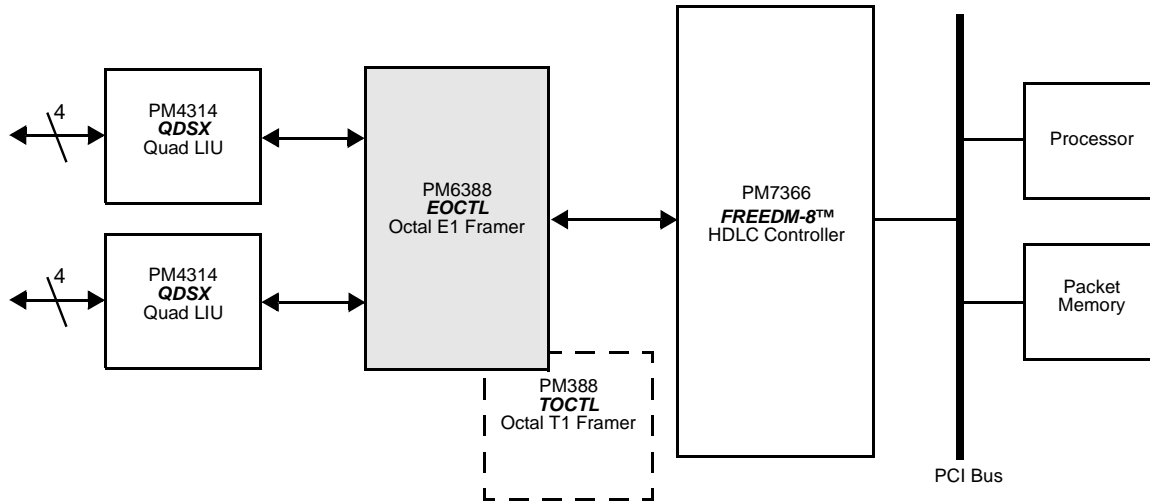 4
PM4314
QDSX
Quad LIU
4
PM4314
QDSX
Quad LIU
PM6388
EOCTL
Octal E1 Framer
PM388
TOCTL
Octal T1 Framer
PM7366
FREEDM-8™
HDLC Controller
Processor
Packet
Memory
PCI Bus